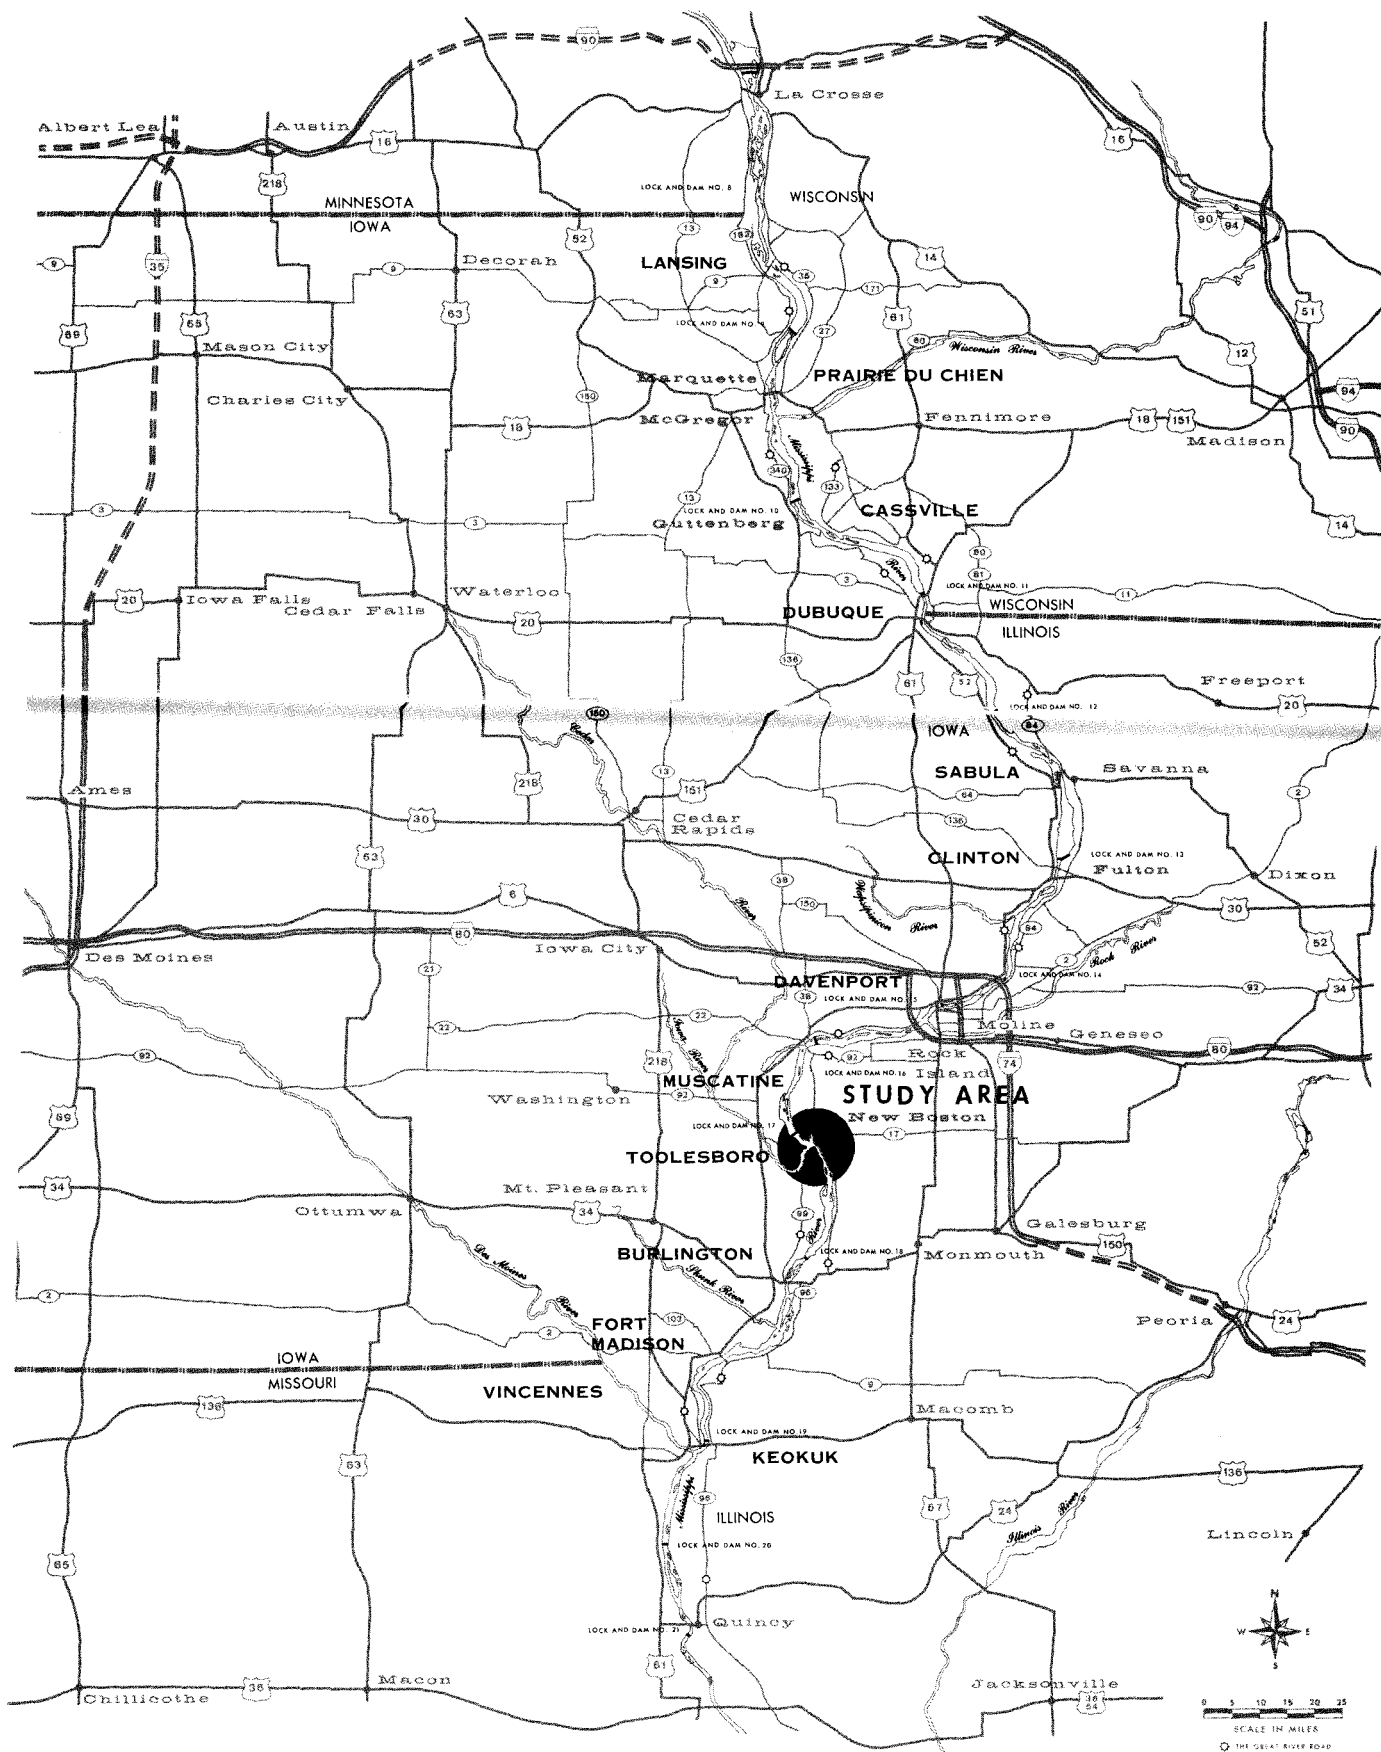 90
La Crosse
Albert Lea
Austin
16
16
218
LOCK AND DAM NO. 8
WISCONSIN
MINNESOTA
IOWA
90
94
52
13
182
9
35
9
Decorah
LANSING
14
35
9
171
63
65
69
LOCK AND DAM NO.
27
61
51
Mason City
60
Wisconsin River
12
Marquette
PRAIRIE DU CHIEN
94
Charles City
150
McGregor
Fennimore
18
18
151
Madison
90
Mississippi
340
133
13
3
LOCK AND DAM NO. 10
CASSVILLE
Guttenberg
3
14
80
River
3
81
LOCK AND DAM NO. 11
11
20
Iowa Falls
Cedar Falls
Waterloo
20
DUBUQUE
WISCONSIN
ILLINOIS
136
61
52
Freeport
20
150
LOCK AND DAM NO. 12
84
Cedar
IOWA
13
SABULA
Savanna
Ames
218
151
64
2
30
Cedar
Rapids
136
63
CLINTON
LOCK AND DAM NO. 13
Fulton
Dixon
6
38
150
Wapsipinicon
River
River
30
80
84
52
Iowa City
2
Rock River
Des Moines
21
DAVENPORT
LOCK AND DAM NO. 14
38
LOCK AND DAM NO. 15
92
34
22
22
Moline
Geneseo
92
Iowa River
92
Rock
Island
80
218
74
LOCK AND DAM NO. 16
MUSCATINE
STUDY AREA
Washington
92
69
New Boston
LOCK AND DAM NO. 17
17
TOOLESBORO
34
Mt. Pleasant
Ottumwa
34
99
River
Galesburg
Des Moines
BURLINGTON
LOCK AND DAM NO. 18
Monmouth
150
Skunk River
2
River
96
103
FORT
MADISON
2
Peoria
24
IOWA
MISSOURI
VINCENNES
9
136
Macomb
LOCK AND DAM NO. 19
KEOKUK
63
136
Mississippi
96
ILLINOIS
67
24
Illinois River
Lincoln
LOCK AND DAM NO. 20
65
N
W
E
S
Quincy
LOCK AND DAM NO. 21
61
Macon
36
Chillicothe
Jacksonville
36
54
0 5 10 15 20 25
SCALE IN MILES
THE GREAT RIVER ROAD